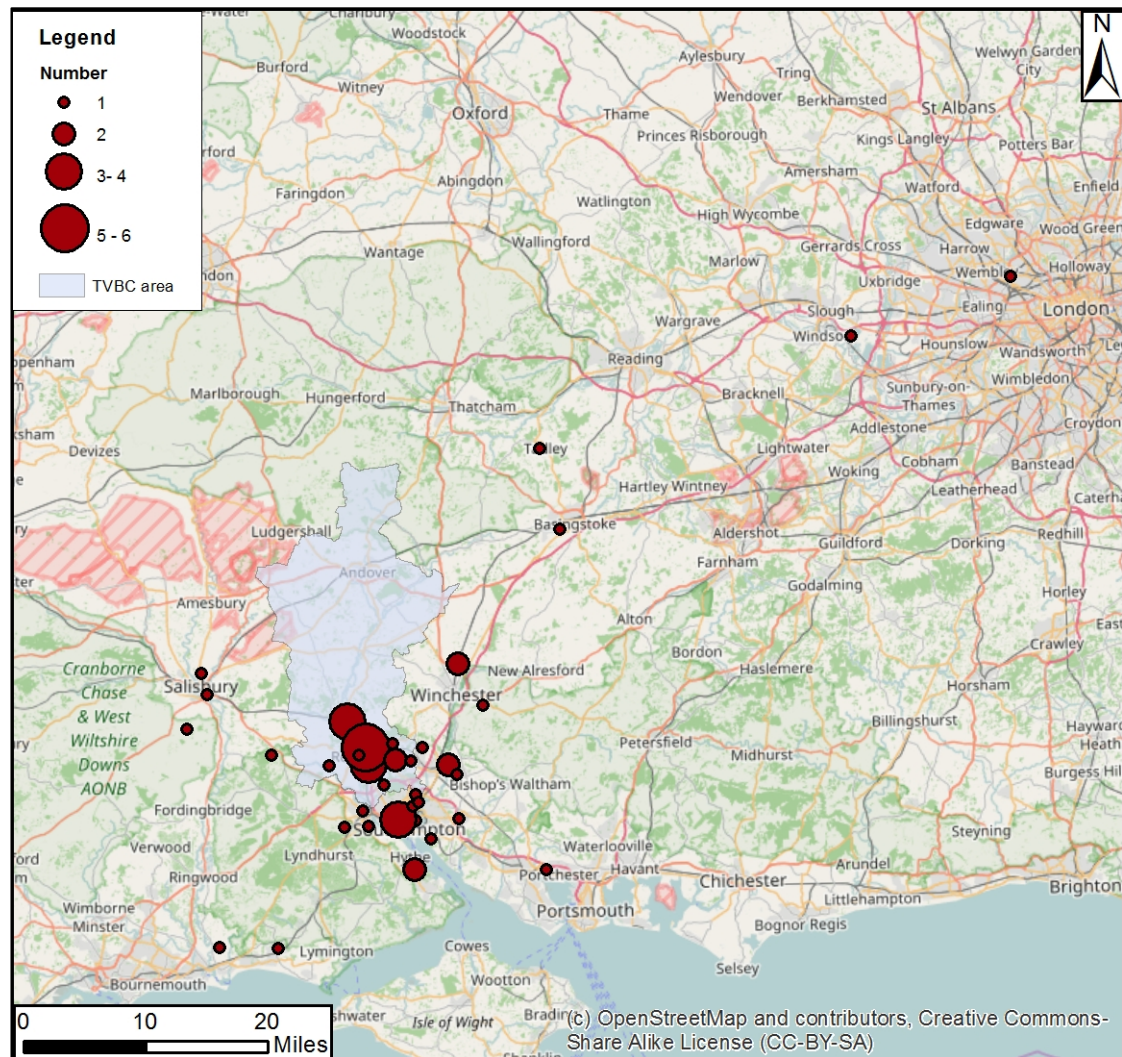 Legend
Number
1
2
3- 4
5 - 6
TVBC area
N
Charlbury
Woodstock
Aylesbury
Welwyn Garden
City
Burford
Witney
Tring
Wendover
Berkhamsted
St Albans
Oxford
Thame
Kings Langley
Princes Risborough
Potters Bar
Abingdon
Amersham
Watford
Enfield
Faringdon
Watlington
High Wycombe
Edgware
Wood Green
Wallingford
Gerrards Cross
Harrow
Wantage
Marlow
Uxbridge
Holloway
Slough
Ealing
London
Wargrave
Hounslow
Reading
Wandsworth
Bracknell
Sunbury-on-
Thames
Wimbledon
Marlborough
Hungerford
Thatcham
Addlestone
Croydon
Devizes
Lightwater
Cobham
Banstead
Woking
Hartley Wintney
Leatherhead
Ludgershall
Basingstoke
Aldershot
Redhill
Guildford
Dorking
Andover
Farnham
Godalming
Horley
Amesbury
Alton
Crawley
Bordon
Cranborne
Chase
& West
Wiltshire
Downs
AONB
New Alresford
Haslemere
Salisbury
Horsham
Winchester
Billingshurst
Petersfield
Midhurst
Bishop's Waltham
Fordingbridge
Steyning
Verwood
Lyndhurst
Hythe
Waterlooville
Arundel
Ringwood
Portchester
Havant
Chichester
Littlehampton
Brighton
Wimborne
Minster
Portsmouth
Bognor Regis
Lymington
Cowes
Selsey
Bournemouth
Wootton
Isle of Wight
0
10
20
Miles
(c) OpenStreetMap and contributors, Creative Commons-
Share Alike License (CC-BY-SA)